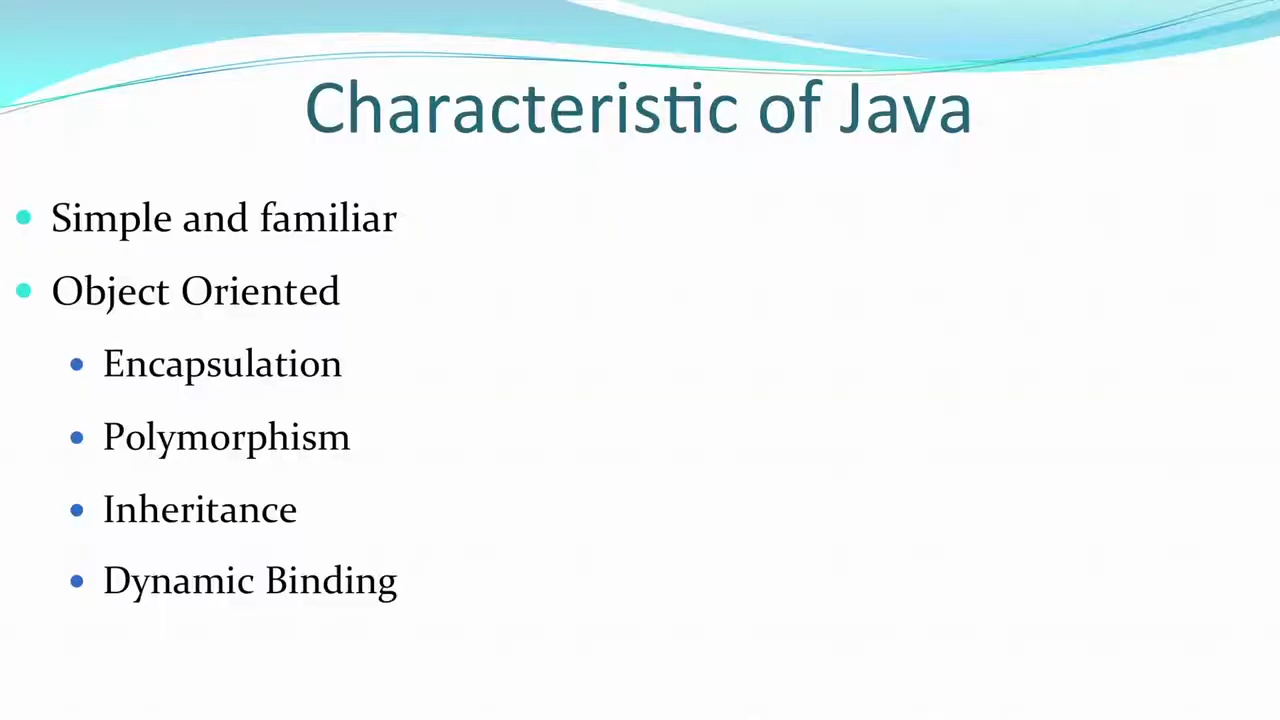 Characteristic of Java
Simple and familiar
Object Oriented
Encapsulation
Polymorphism
Inheritance
Dynamic Binding